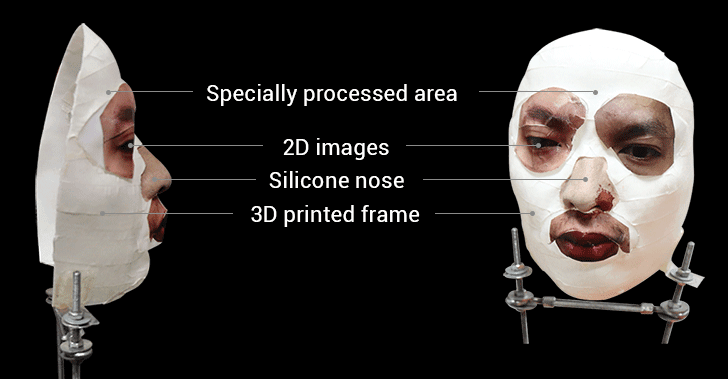 Specially processed area
2D images
Silicone nose
3D printed frame